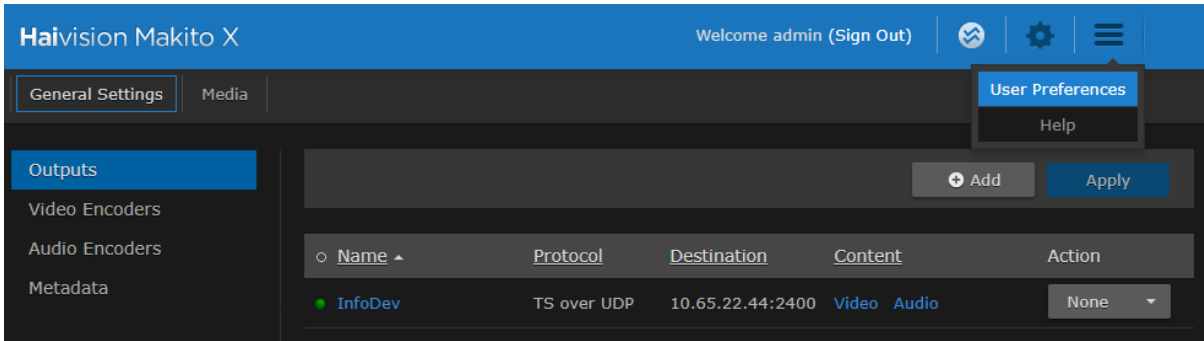 Haivision Makito X
Welcome admin (Sign Out)
General Settings Media
User Preferences
Help
Outputs
Video Encoders
Audio Encoders
Metadata
Add Apply
Name Protocol Destination Content Action
InfoDev TS over UDP 10.65.22.44:2400 Video Audio None